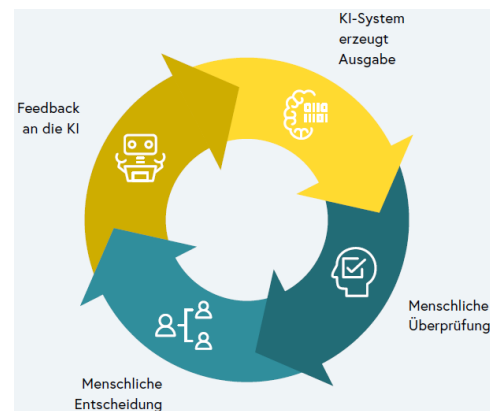 KI-System
erzeugt
Ausgabe
Menschliche
Überprüfung
Menschliche
Entscheidung
Feedback
an die KI